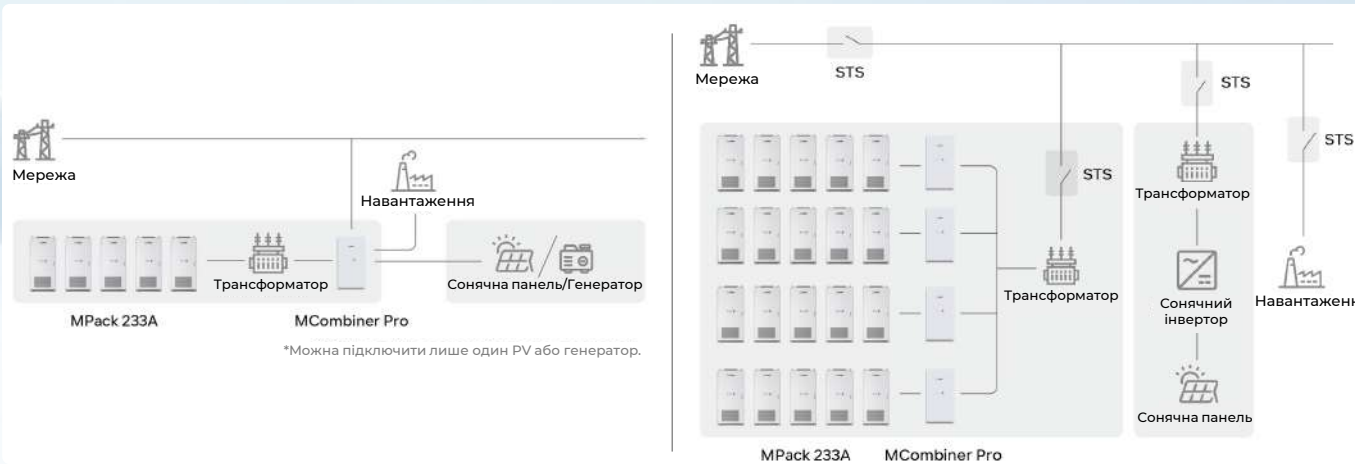 Мережа
Навантаження
Трансформатор
Сонячна панель/Генератор
MPack 233A
MCombiner Pro
*Можна підключити лише один PV або генератор.
Мережа
STS
STS
STS
STS
Трансформатор
Трансформатор
Сонячний
інвертор
Навантажен
Сонячна панель
MPack 233A
MCombiner Pro